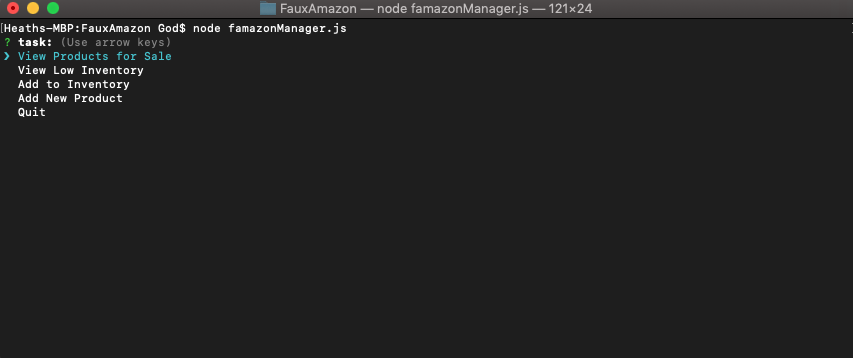 FauxAmazon — node famazonManager.js — 121×24
[Heaths-MBP:FauxAmazon God$ node famazonManager.js ]
? task: (Use arrow keys)
❯ View Products for Sale
View Low Inventory
Add to Inventory
Add New Product
Quit